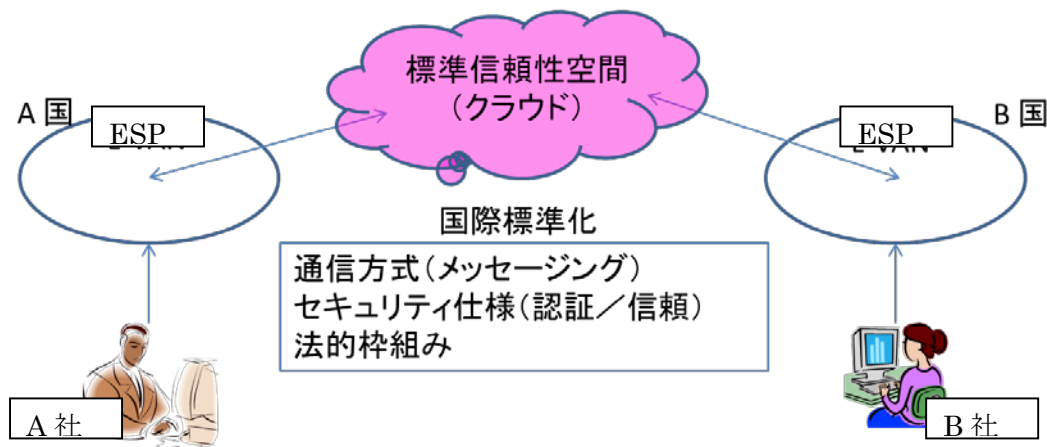 標準信頼性空間
（クラウド）
A 国
ESP
ESP
B 国
国際標準化
通信方式（メッセージング）
セキュリティ仕様（認証／信頼）
法的枠組み
A 社
B 社